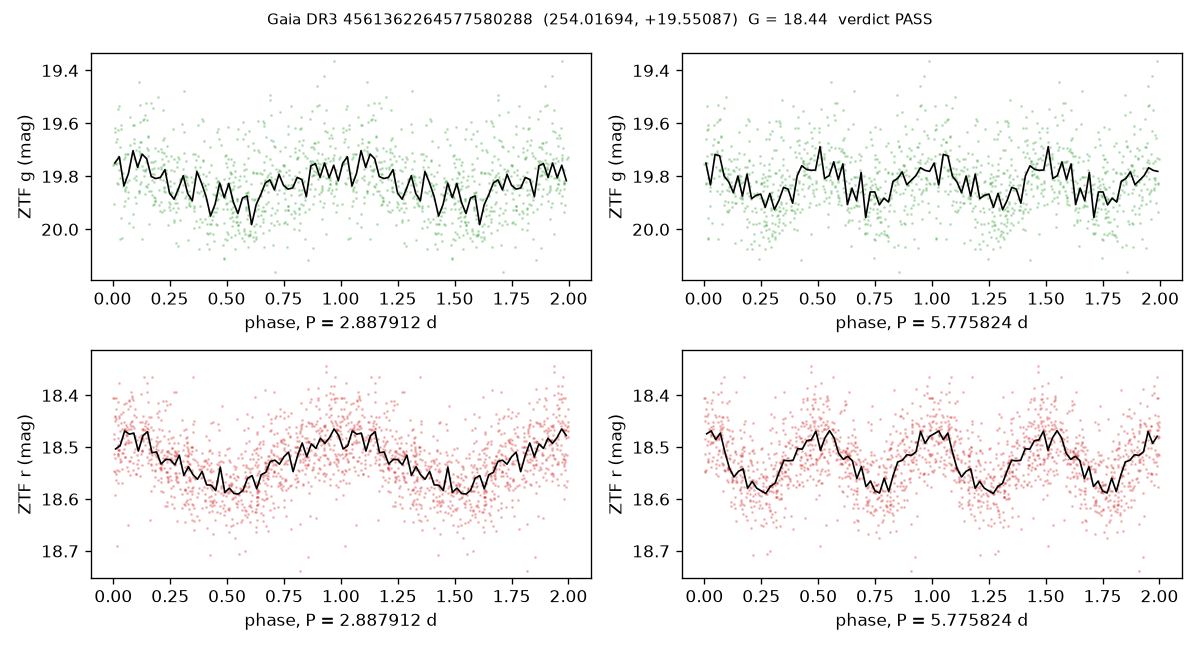 Gaia DR3 4561362264577580288 (254.01694, +19.55087) G = 18.44 verdict PASS
ZTF g (mag)
19.4
19.6
19.8
20.0
0.00 0.25 0.50 0.75 1.00 1.25 1.50 1.75 2.00
phase, P = 2.887912 d
ZTF g (mag)
19.4
19.6
19.8
20.0
0.00 0.25 0.50 0.75 1.00 1.25 1.50 1.75 2.00
phase, P = 5.775824 d
ZTF r (mag)
18.4
18.5
18.6
18.7
0.00 0.25 0.50 0.75 1.00 1.25 1.50 1.75 2.00
phase, P = 2.887912 d
ZTF r (mag)
18.4
18.5
18.6
18.7
0.00 0.25 0.50 0.75 1.00 1.25 1.50 1.75 2.00
phase, P = 5.775824 d